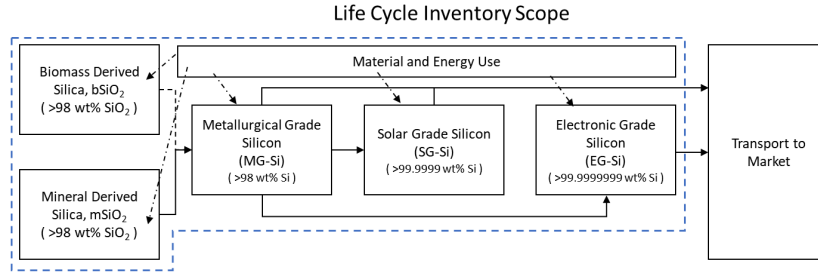 Life Cycle Inventory Scope
Biomass Derived
Silica, bSiO2
( >98 wt% SiO2 )
Material and Energy Use
Metallurgical Grade
Silicon
(MG-Si)
( >98 wt% Si )
Solar Grade Silicon
(SG-Si)
( >99.9999 wt% Si )
Electronic Grade
Silicon
(EG-Si)
( >99.9999999 wt% Si )
Transport to
Market
Mineral Derived
Silica, mSiO2
( >98 wt% SiO2 )